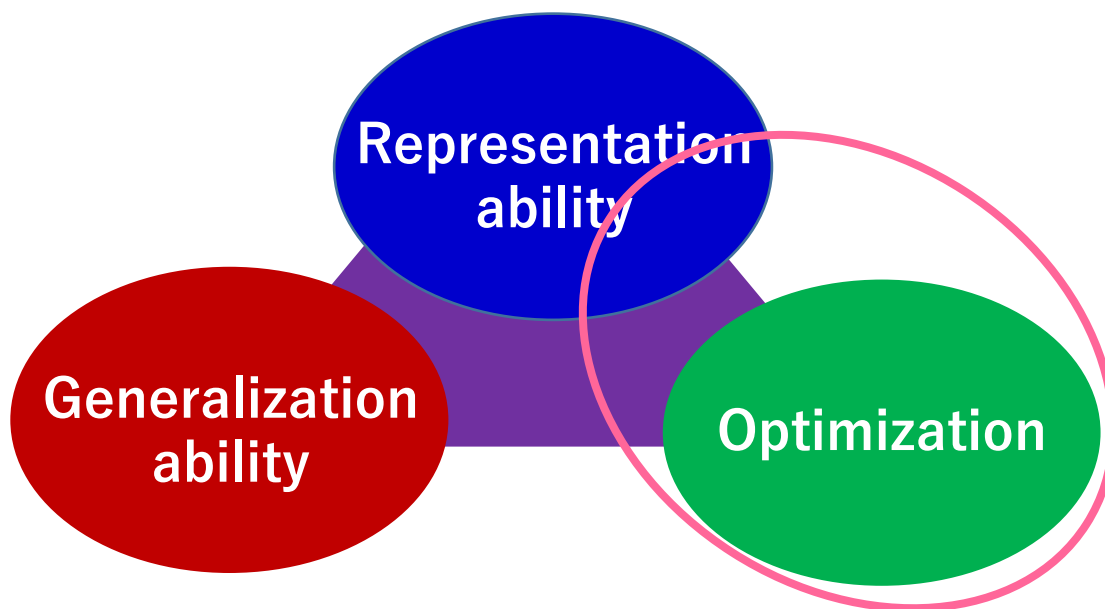 Representation
ability
Generalization
ability
Optimization